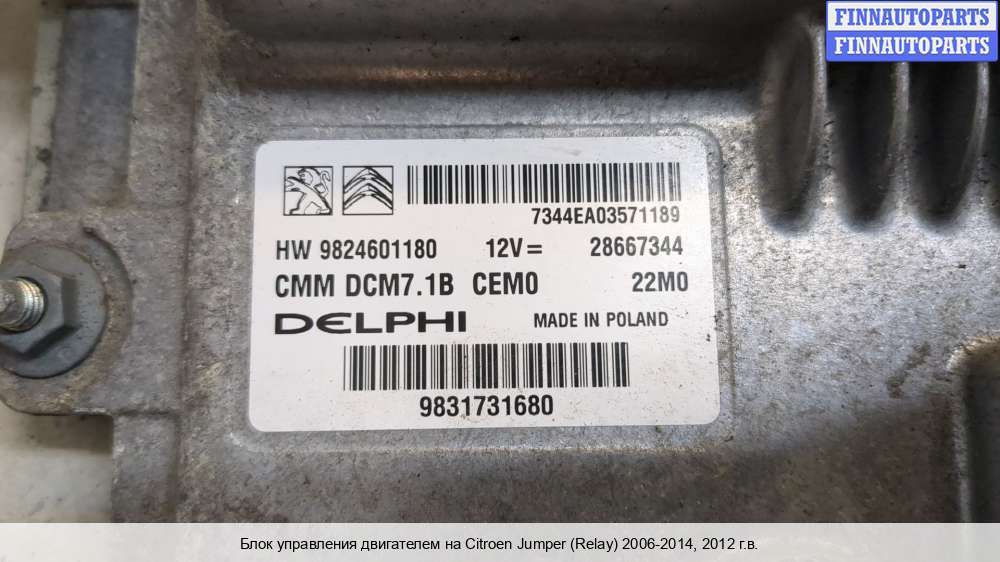 FINNAUTOPARTS
FINNAUTOPARTS
7344EA03571189
HW 9824601180 12V= 28667344
CMM DCM7.1B CEM0 22M0
DELPHI MADE IN POLAND
9831731680
Блок управления двигателем на Citroen Jumper (Relay) 2006-2014, 2012 г.в.